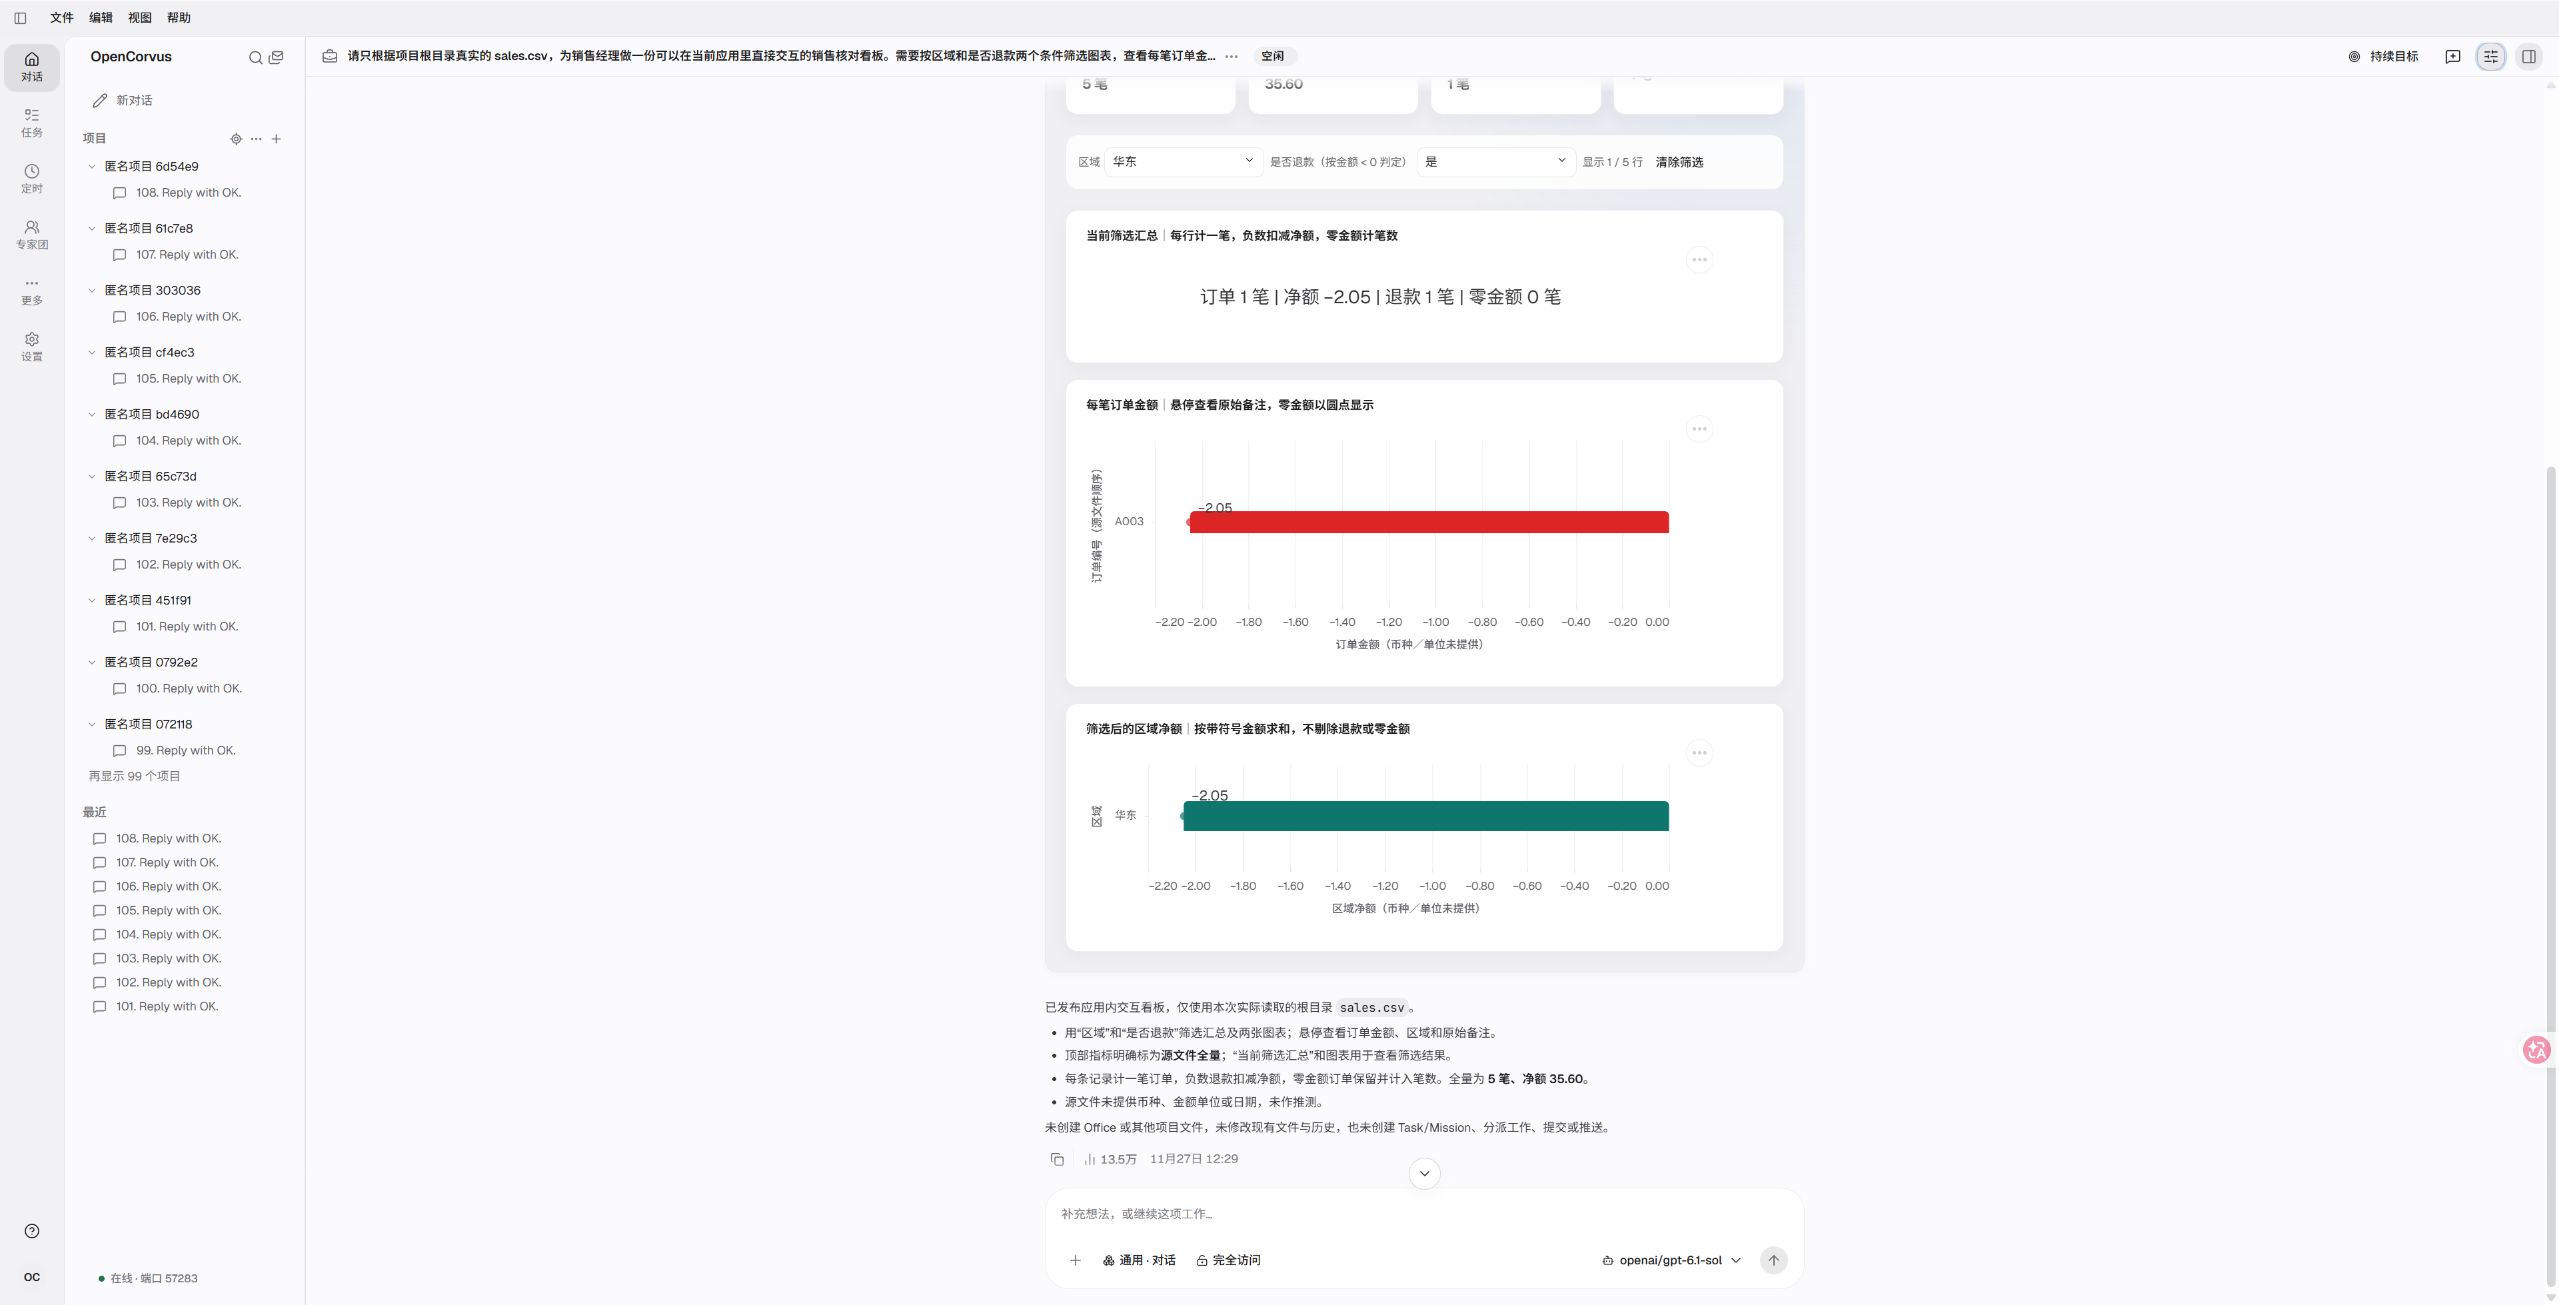 文件 编辑 视图 帮助
对话
任务
定时
专家团
更多
设置
OC
OpenCorvus
新对话
项目
匿名项目 6d54e9
108. Reply with OK.
匿名项目 61c7e8
107. Reply with OK.
匿名项目 303036
106. Reply with OK.
匿名项目 cf4ec3
105. Reply with OK.
匿名项目 bd4690
104. Reply with OK.
匿名项目 65c73d
103. Reply with OK.
匿名项目 7e29c3
102. Reply with OK.
匿名项目 451f91
101. Reply with OK.
匿名项目 0792e2
100. Reply with OK.
匿名项目 072118
99. Reply with OK.
再显示 99 个项目
最近
108. Reply with OK.
107. Reply with OK.
106. Reply with OK.
105. Reply with OK.
104. Reply with OK.
103. Reply with OK.
102. Reply with OK.
101. Reply with OK.
在线 · 端口 57283
请只根据项目根目录真实的 sales.csv，为销售经理做一份可以在当前应用里直接交互的销售核对看板。需要按区域和是否退款两个条件筛选图表，查看每笔订单金... ··· 空闲
持续目标
5 笔 35.60 1 笔
区域 华东 是否退款（按金额 < 0 判定） 是 显示 1 / 5 行 清除筛选
当前筛选汇总｜每行计一笔，负数扣减净额，零金额计笔数
订单 1 笔 | 净额 −2.05 | 退款 1 笔 | 零金额 0 笔
每笔订单金额｜悬停查看原始备注，零金额以圆点显示
订单编号（源文件顺序）
−2.05
A003
−2.20 −2.00 −1.80 −1.60 −1.40 −1.20 −1.00 −0.80 −0.60 −0.40 −0.20 0.00
订单金额（币种／单位未提供）
筛选后的区域净额｜按带符号金额求和，不剔除退款或零金额
区域
−2.05
华东
−2.20 −2.00 −1.80 −1.60 −1.40 −1.20 −1.00 −0.80 −0.60 −0.40 −0.20 0.00
区域净额（币种／单位未提供）
已发布应用内交互看板，仅使用本次实际读取的根目录 sales.csv。
• 用“区域”和“是否退款”筛选汇总及两张图表；悬停查看订单金额、区域和原始备注。
• 顶部指标明确标为源文件全量；“当前筛选汇总”和图表用于查看筛选结果。
• 每条记录计一笔订单，负数退款扣减净额，零金额订单保留并计入笔数。全量为 5 笔、净额 35.60。
• 源文件未提供币种、金额单位或日期，未作推测。
未创建 Office 或其他项目文件，未修改现有文件与历史，也未创建 Task/Mission、分派工作、提交或推送。
13.5万 11月27日 12:29
补充想法，或继续这项工作...
通用 · 对话 完全访问 openai/gpt-6.1-sol